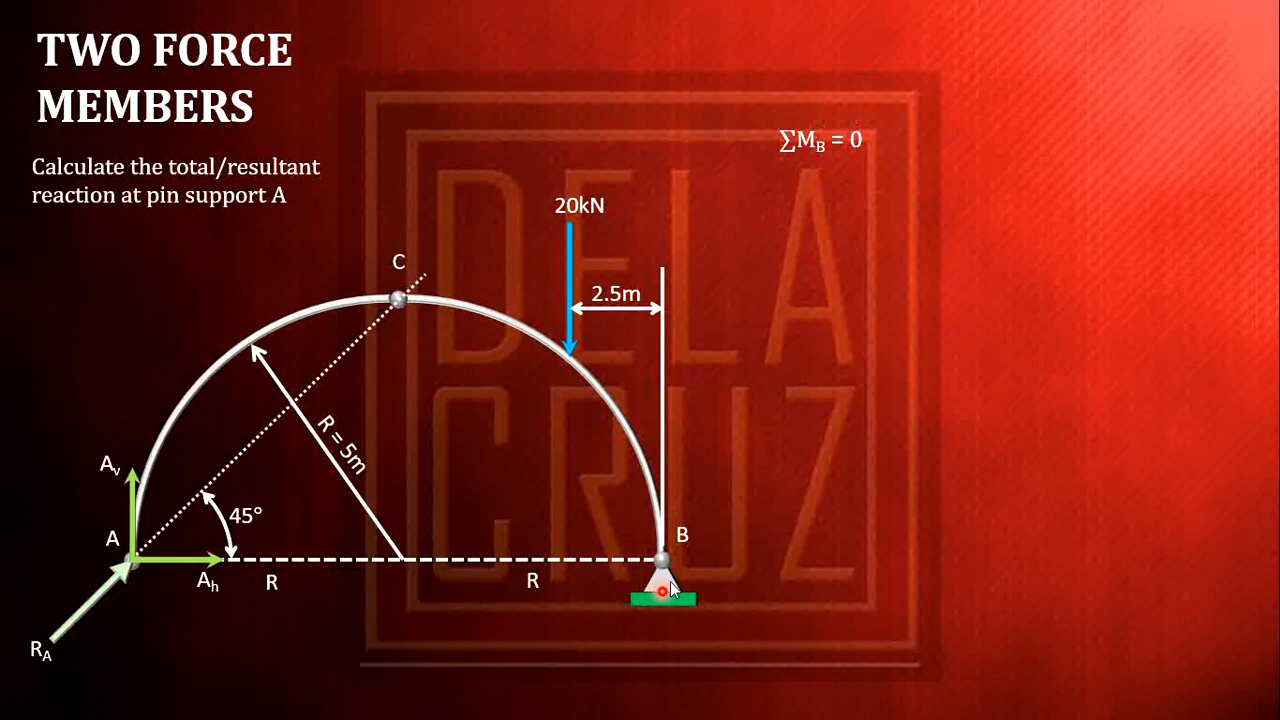 TWO FORCE
MEMBERS
Calculate the total/resultant
reaction at pin support A
∑M_B = 0
20kN
C
2.5m
R = 5m
A_v
45°
A
B
A_h
R
R
R_A
DELA
CRUZ